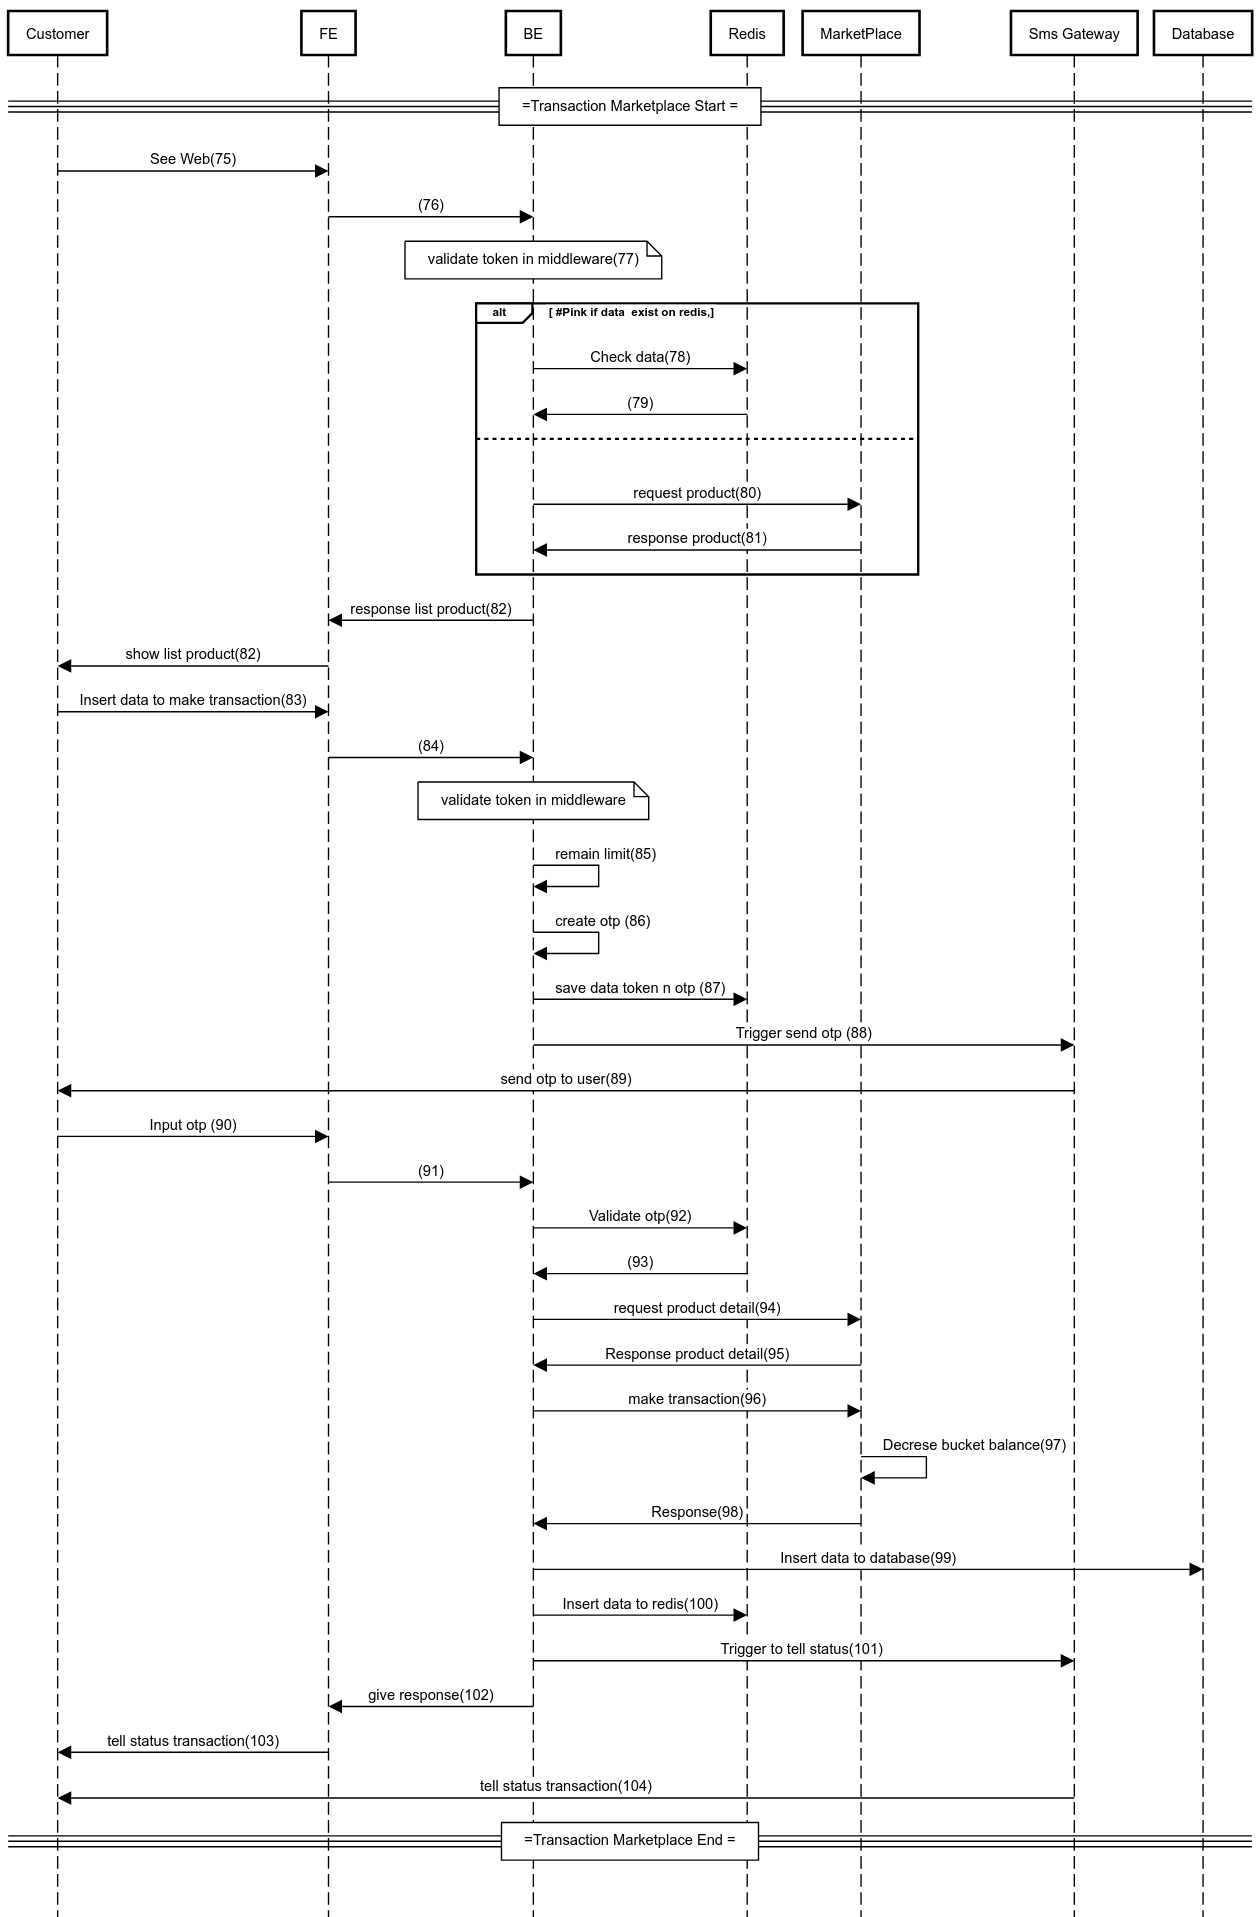 Customer
FE
BE
Redis
MarketPlace
Sms Gateway
Database
=Transaction Marketplace Start =
See Web(75)
(76)
validate token in middleware(77)
alt
[ #Pink if data  exist on redis,]
Check data(78)
(79)
request product(80)
response product(81)
response list product(82)
show list product(82)
Insert data to make transaction(83)
(84)
validate token in middleware
remain limit(85)
create otp (86)
save data token n otp (87)
Trigger send otp (88)
send otp to user(89)
Input otp (90)
(91)
Validate otp(92)
(93)
request product detail(94)
Response product detail(95)
make transaction(96)
Decrese bucket balance(97)
Response(98)
Insert data to database(99)
Insert data to redis(100)
Trigger to tell status(101)
give response(102)
tell status transaction(103)
tell status transaction(104)
=Transaction Marketplace End =